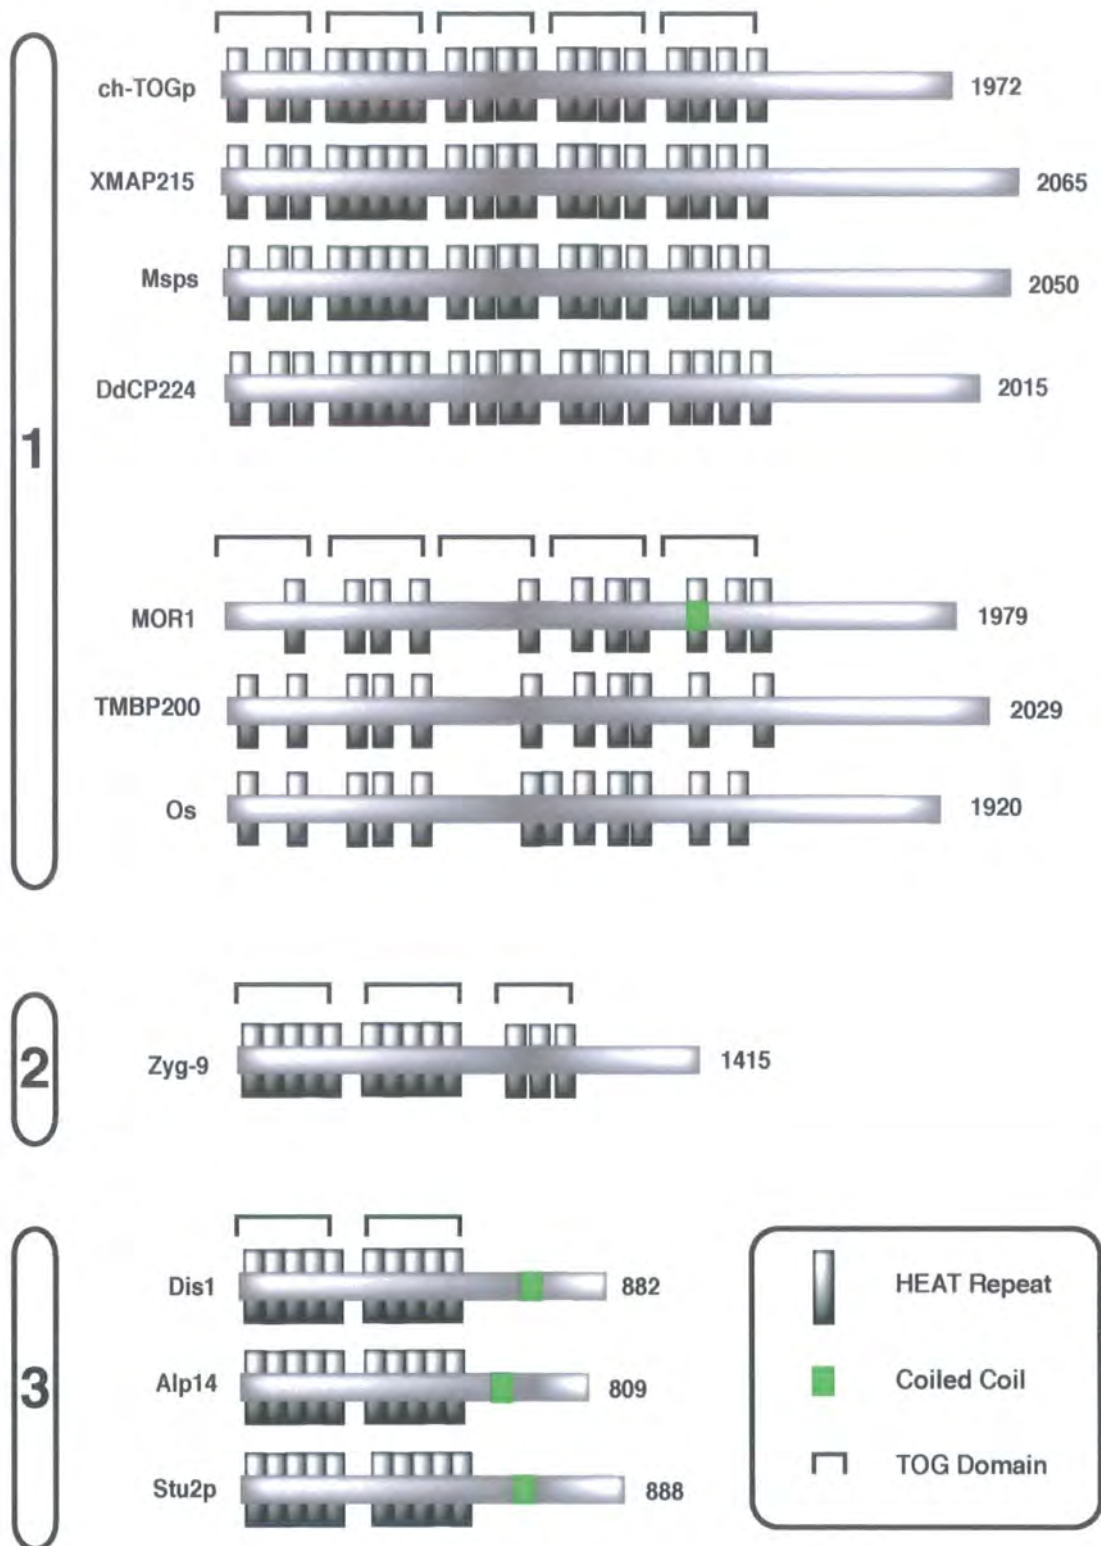 1
ch-TOGp 1972
XMAP215 2065
Msps 2050
DdCP224 2015
MOR1 1979
TMBP200 2029
Os 1920
2
Zyg-9 1415
3
Dis1 882
Alp14 809
Stu2p 888
HEAT Repeat
Coiled Coil
TOG Domain